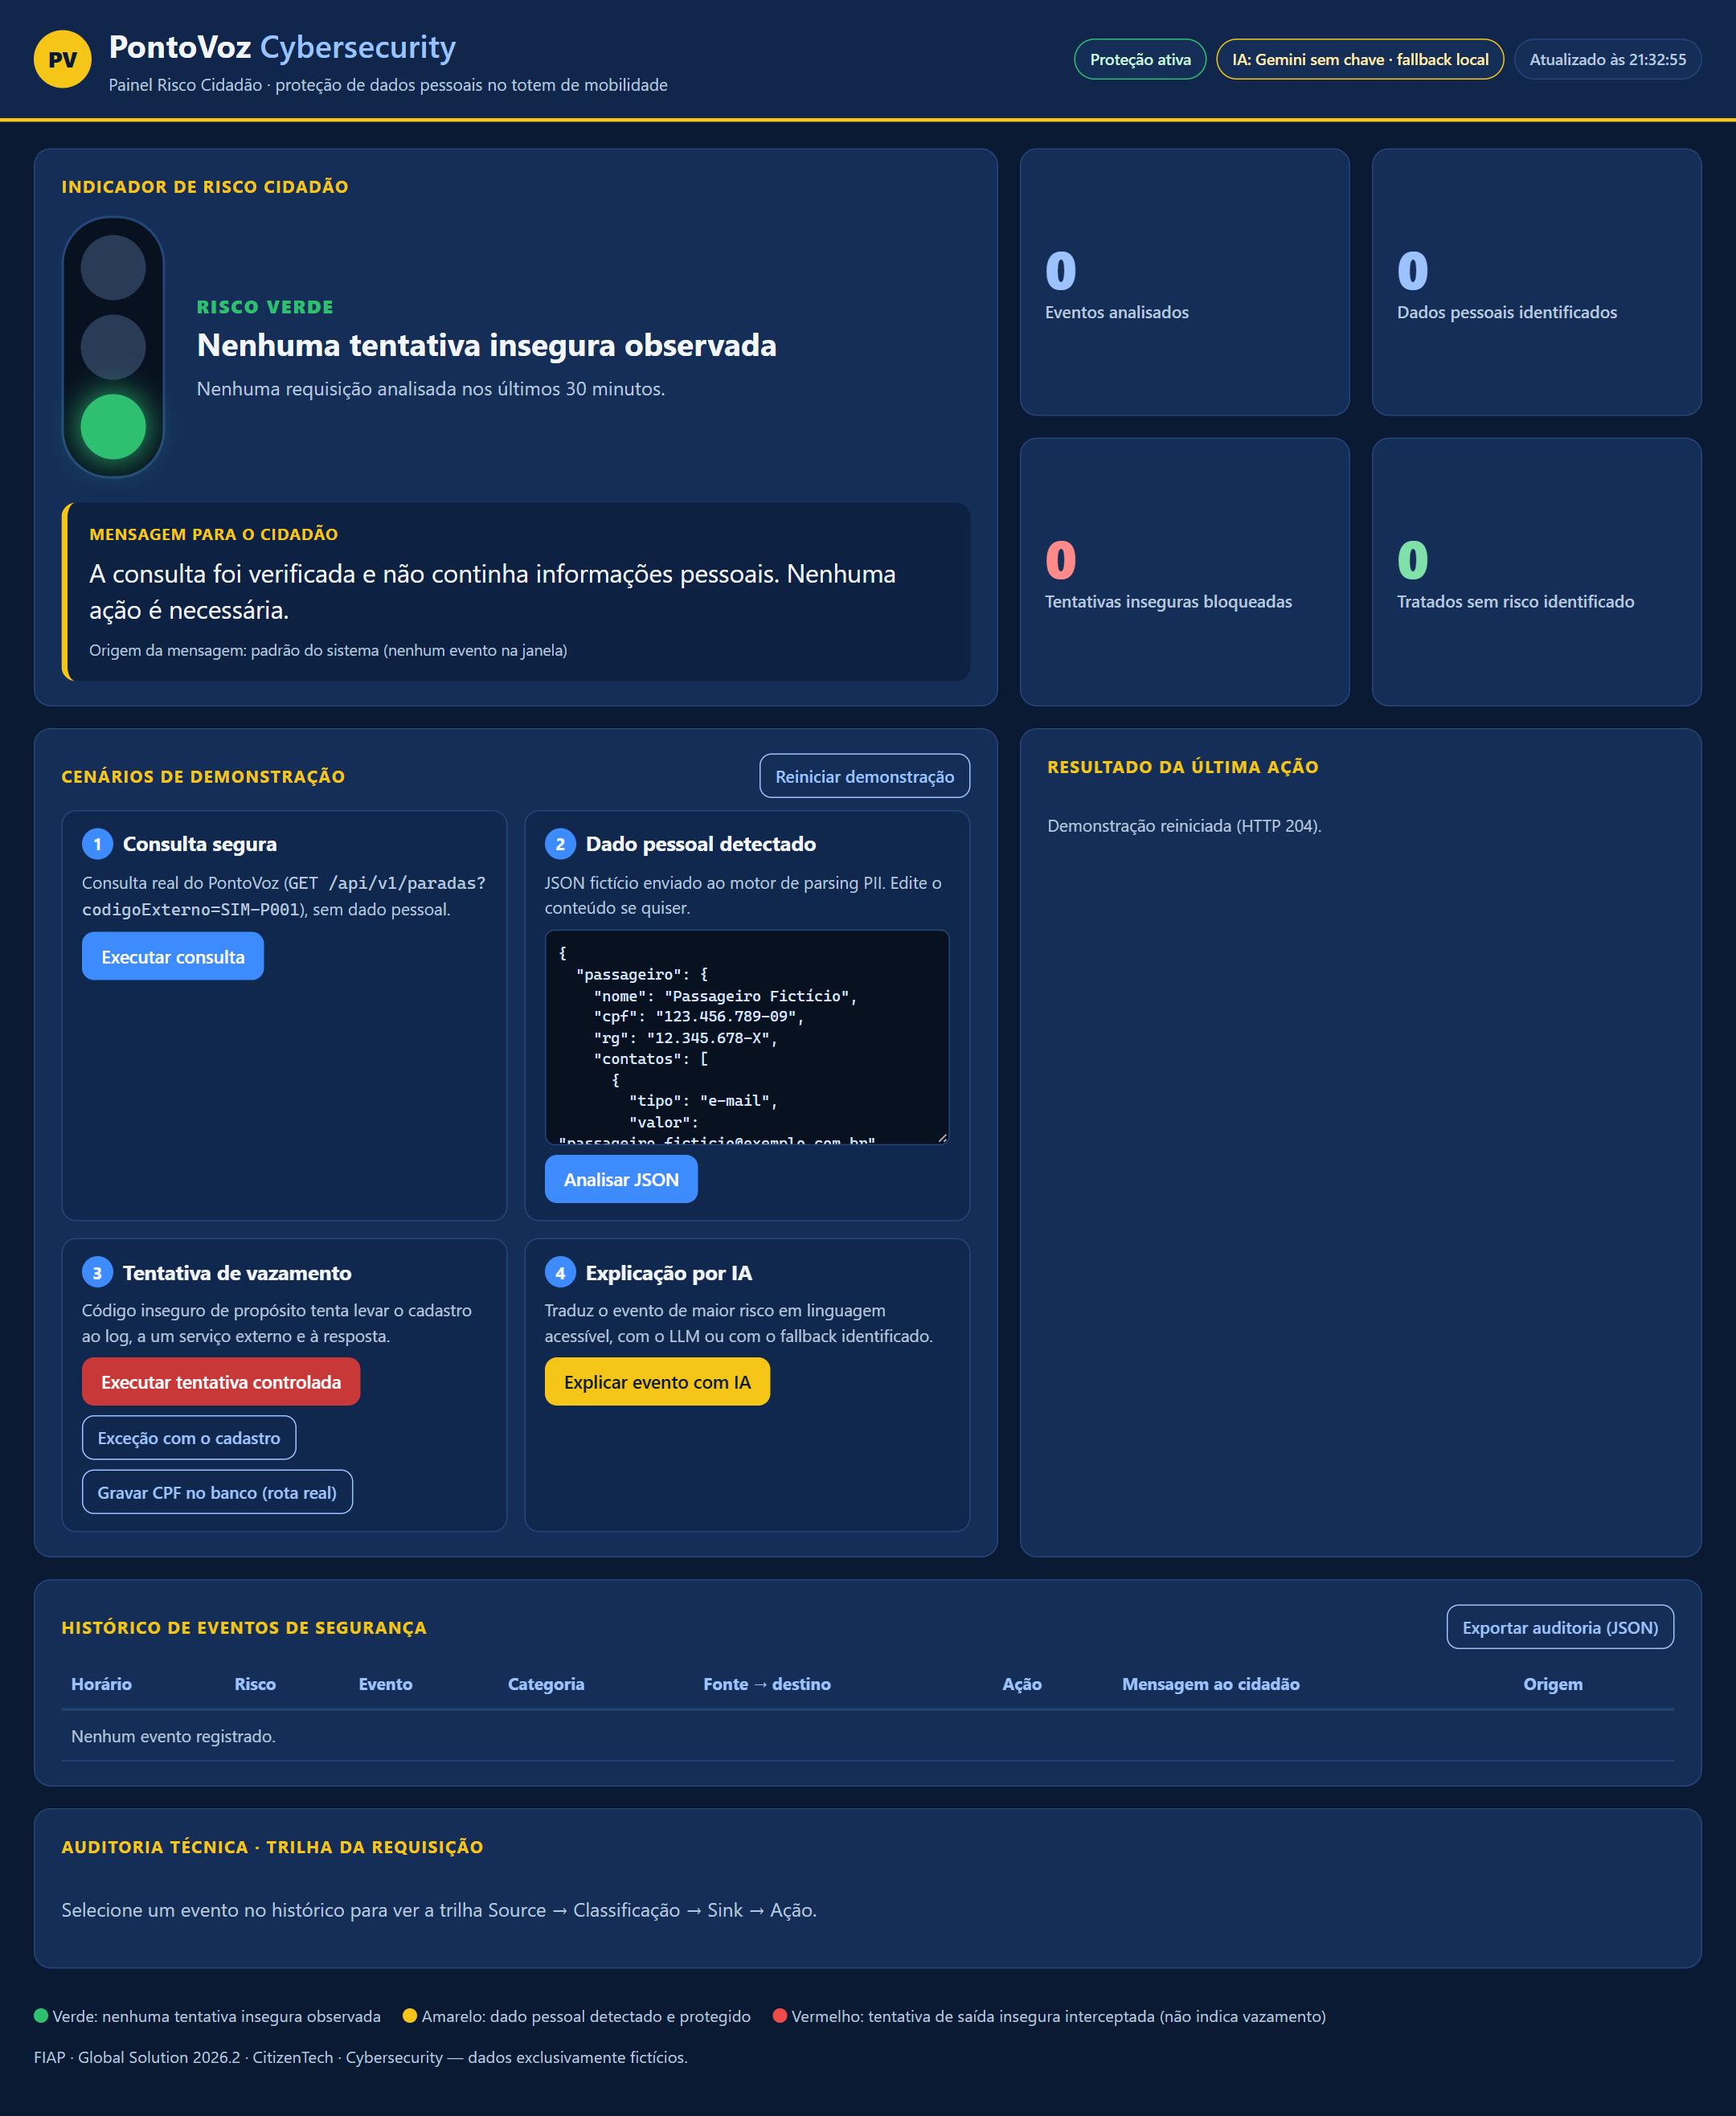 PV
PontoVoz Cybersecurity
Painel Risco Cidadão · proteção de dados pessoais no totem de mobilidade
Proteção ativa
IA: Gemini sem chave · fallback local
Atualizado às 21:32:55
INDICADOR DE RISCO CIDADÃO
RISCO VERDE
Nenhuma tentativa insegura observada
Nenhuma requisição analisada nos últimos 30 minutos.
MENSAGEM PARA O CIDADÃO
A consulta foi verificada e não continha informações pessoais. Nenhuma
ação é necessária.
Origem da mensagem: padrão do sistema (nenhum evento na janela)
0
Eventos analisados
0
Dados pessoais identificados
0
Tentativas inseguras bloqueadas
0
Tratados sem risco identificado
CENÁRIOS DE DEMONSTRAÇÃO
Reiniciar demonstração
1 Consulta segura
Consulta real do PontoVoz (GET /api/v1/paradas?
codigoExterno=SIM-P001), sem dado pessoal.
Executar consulta
2 Dado pessoal detectado
JSON fictício enviado ao motor de parsing PII. Edite o
conteúdo se quiser.
{
"passageiro": {
"nome": "Passageiro Fictício",
"cpf": "123.456.789-09",
"rg": "12.345.678-X",
"contatos": [
{
"tipo": "e-mail",
"valor":
"passageiro.ficticio@exemplo.com.br"
Analisar JSON
3 Tentativa de vazamento
Código inseguro de propósito tenta levar o cadastro
ao log, a um serviço externo e à resposta.
Executar tentativa controlada
Exceção com o cadastro
Gravar CPF no banco (rota real)
4 Explicação por IA
Traduz o evento de maior risco em linguagem
acessível, com o LLM ou com o fallback identificado.
Explicar evento com IA
RESULTADO DA ÚLTIMA AÇÃO
Demonstração reiniciada (HTTP 204).
HISTÓRICO DE EVENTOS DE SEGURANÇA
Exportar auditoria (JSON)
Horário Risco Evento Categoria Fonte → destino Ação Mensagem ao cidadão Origem
Nenhum evento registrado.
AUDITORIA TÉCNICA · TRILHA DA REQUISIÇÃO
Selecione um evento no histórico para ver a trilha Source → Classificação → Sink → Ação.
Verde: nenhuma tentativa insegura observada Amarelo: dado pessoal detectado e protegido Vermelho: tentativa de saída insegura interceptada (não indica vazamento)
FIAP · Global Solution 2026.2 · CitizenTech · Cybersecurity — dados exclusivamente fictícios.